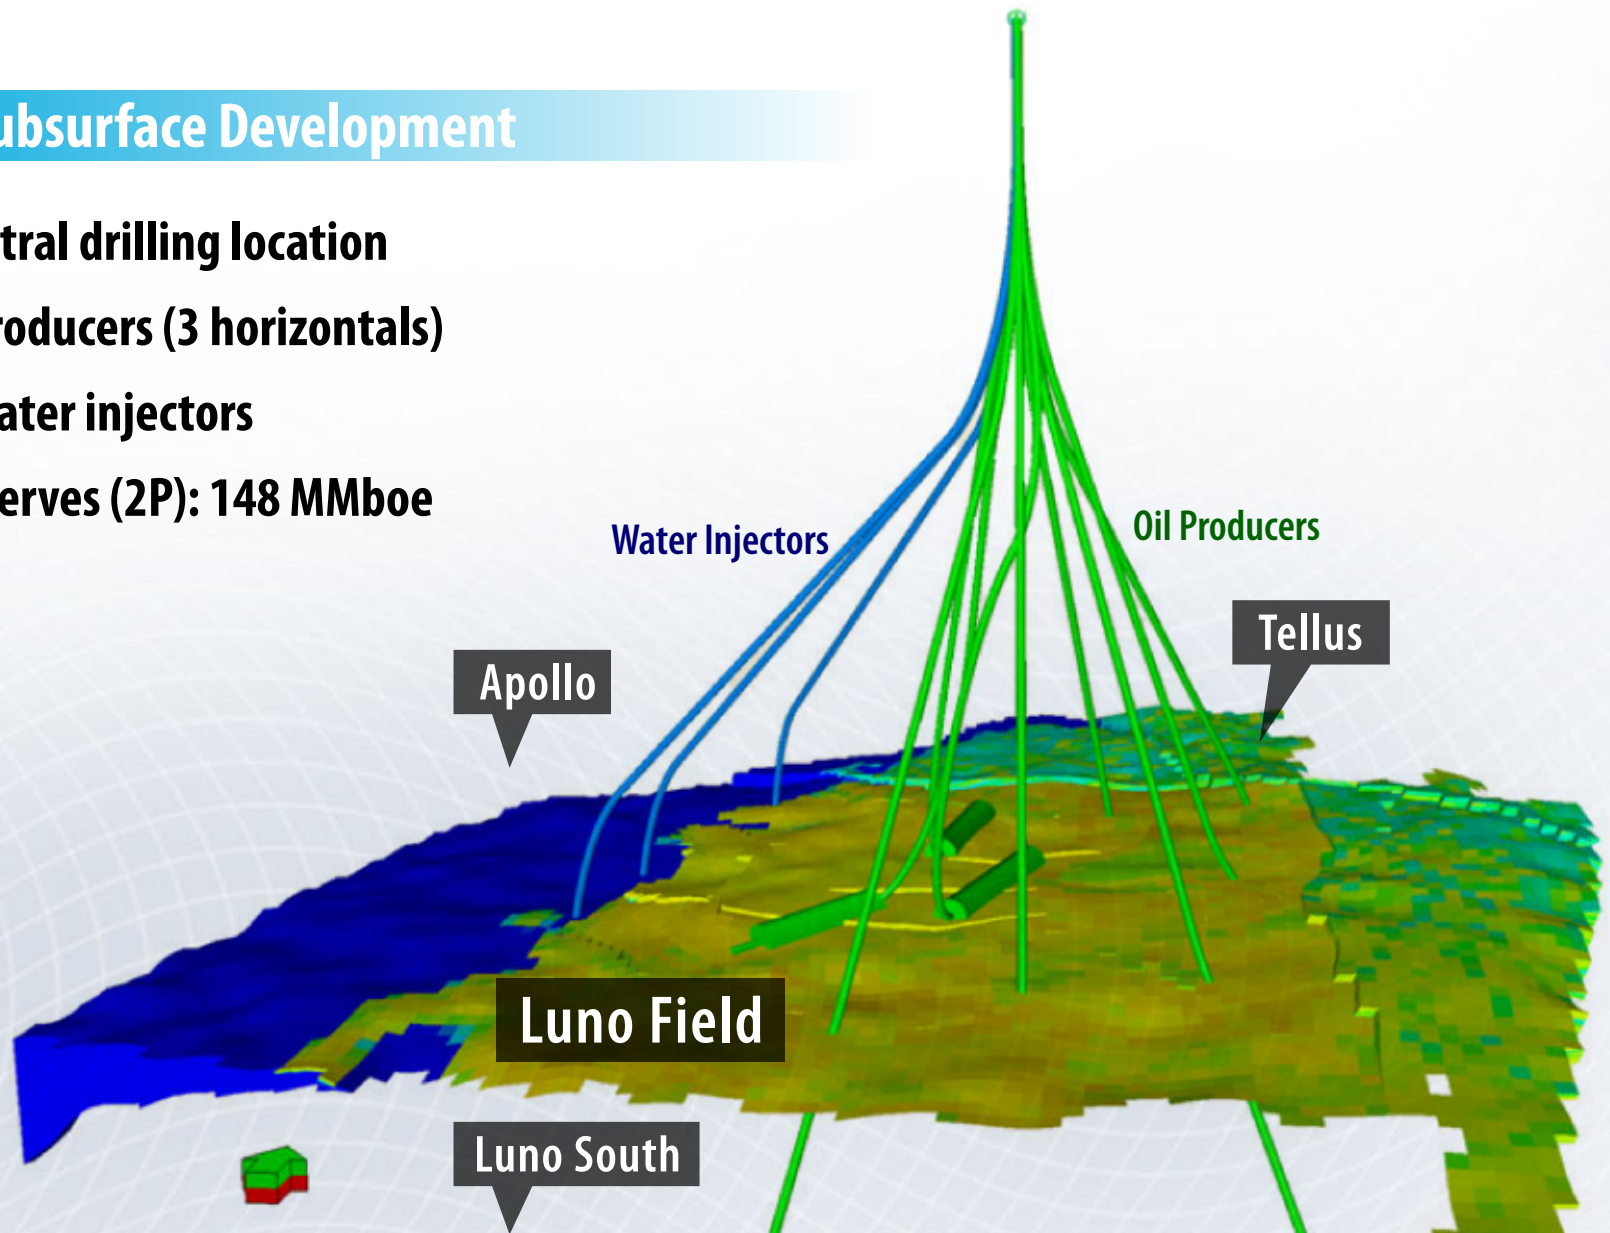 ubsurface Development
tral drilling location
roducers (3 horizontals)
ater injectors
erves (2P): 148 MMboe
Water Injectors
Oil Producers
Tellus
Apollo
Luno Field
Luno South